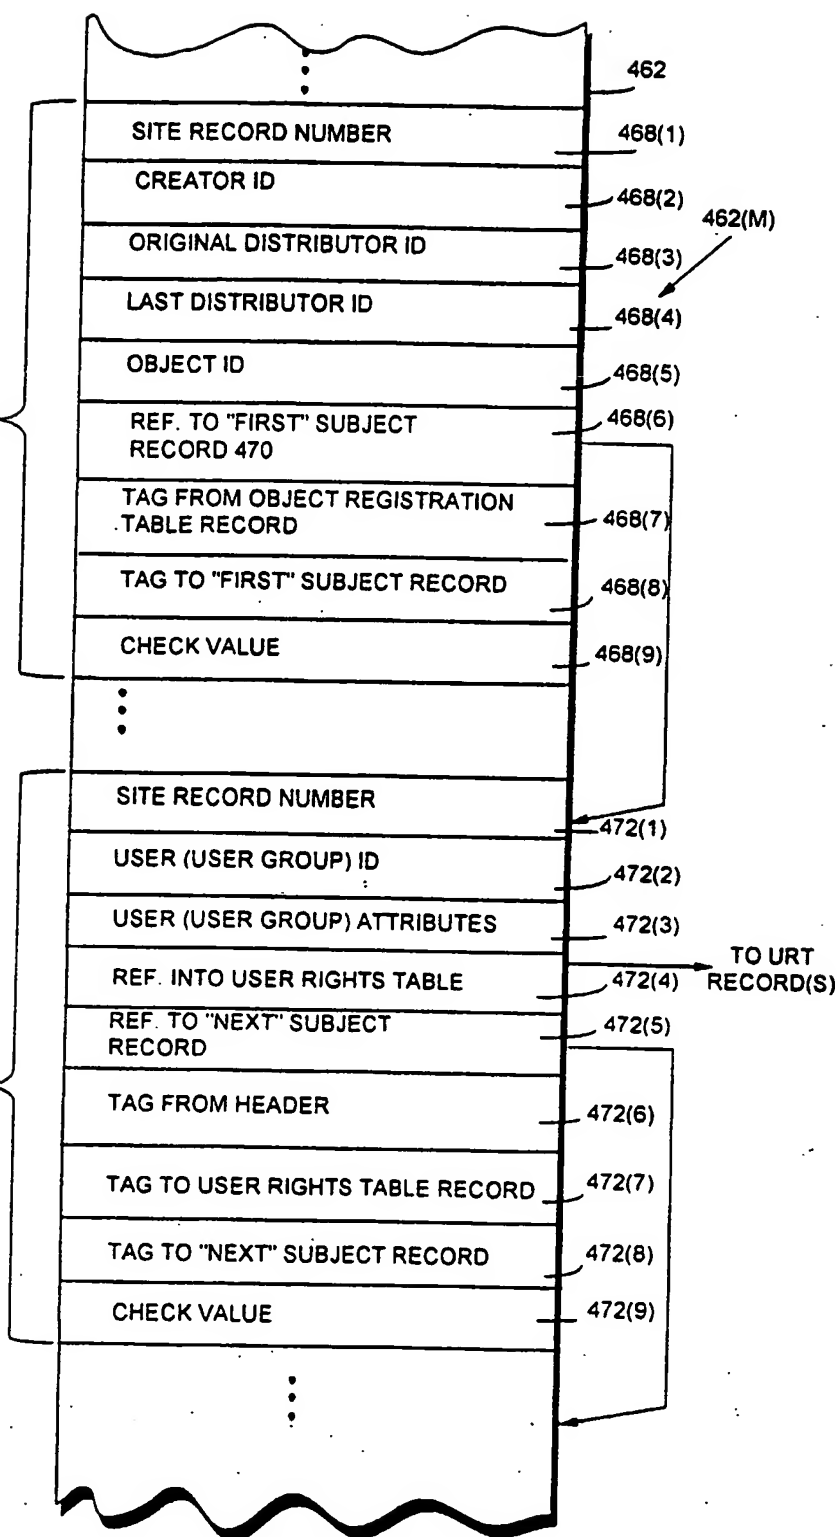 462
SITE RECORD NUMBER
468(1)
CREATOR ID
468(2)
462(M)
ORIGINAL DISTRIBUTOR ID
468(3)
LAST DISTRIBUTOR ID
468(4)
OBJECT ID
468(5)
REF. TO "FIRST" SUBJECT
RECORD 470
468(6)
TAG FROM OBJECT REGISTRATION
TABLE RECORD
468(7)
TAG TO "FIRST" SUBJECT RECORD
468(8)
CHECK VALUE
468(9)
SITE RECORD NUMBER
472(1)
USER (USER GROUP) ID
472(2)
USER (USER GROUP) ATTRIBUTES
472(3)
TO URT
RECORD(S)
REF. INTO USER RIGHTS TABLE
472(4)
REF. TO "NEXT" SUBJECT
RECORD
472(5)
TAG FROM HEADER
472(6)
TAG TO USER RIGHTS TABLE RECORD
472(7)
TAG TO "NEXT" SUBJECT RECORD
472(8)
CHECK VALUE
472(9)